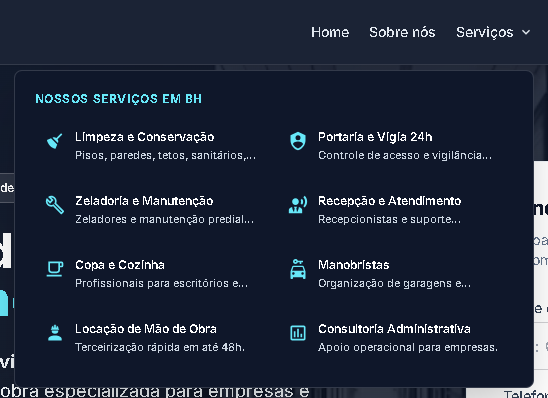 Home Sobre nós Serviços
NOSSOS SERVIÇOS EM BH
Limpeza e Conservação
Pisos, paredes, tetos, sanitários,...
Portaria e Vigia 24h
Controle de acesso e vigilância...
Zeladoria e Manutenção
Zeladores e manutenção predial...
Recepção e Atendimento
Recepcionistas e suporte...
Copa e Cozinha
Profissionais para escritórios e...
Manobristas
Organização de garagens e...
Locação de Mão de Obra
Terceirização rápida em até 48h.
Consultoria Administrativa
Apoio operacional para empresas.
de
obra especializada para empresas e